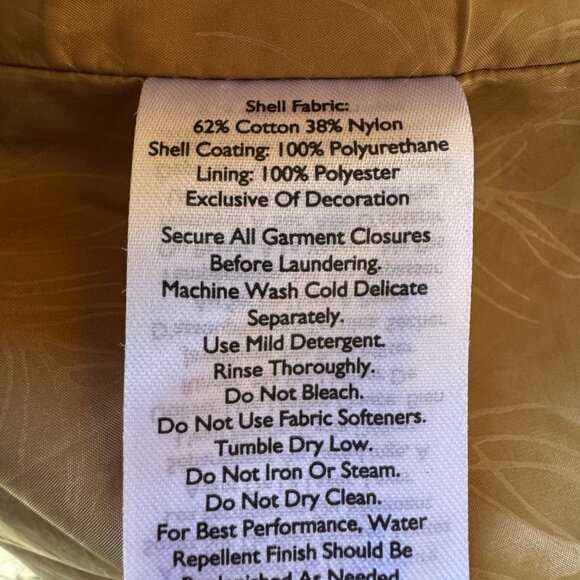 Shell Fabric:
62% Cotton 38% Nylon
Shell Coating: 100% Polyurethane
Lining: 100% Polyester
Exclusive Of Decoration
Secure All Garment Closures
Before Laundering.
Machine Wash Cold Delicate
Separately.
Use Mild Detergent.
Rinse Thoroughly.
Do Not Bleach.
Do Not Use Fabric Softeners.
Tumble Dry Low.
Do Not Iron Or Steam.
Do Not Dry Clean.
For Best Performance, Water
Repellent Finish Should Be
Replenished As Needed